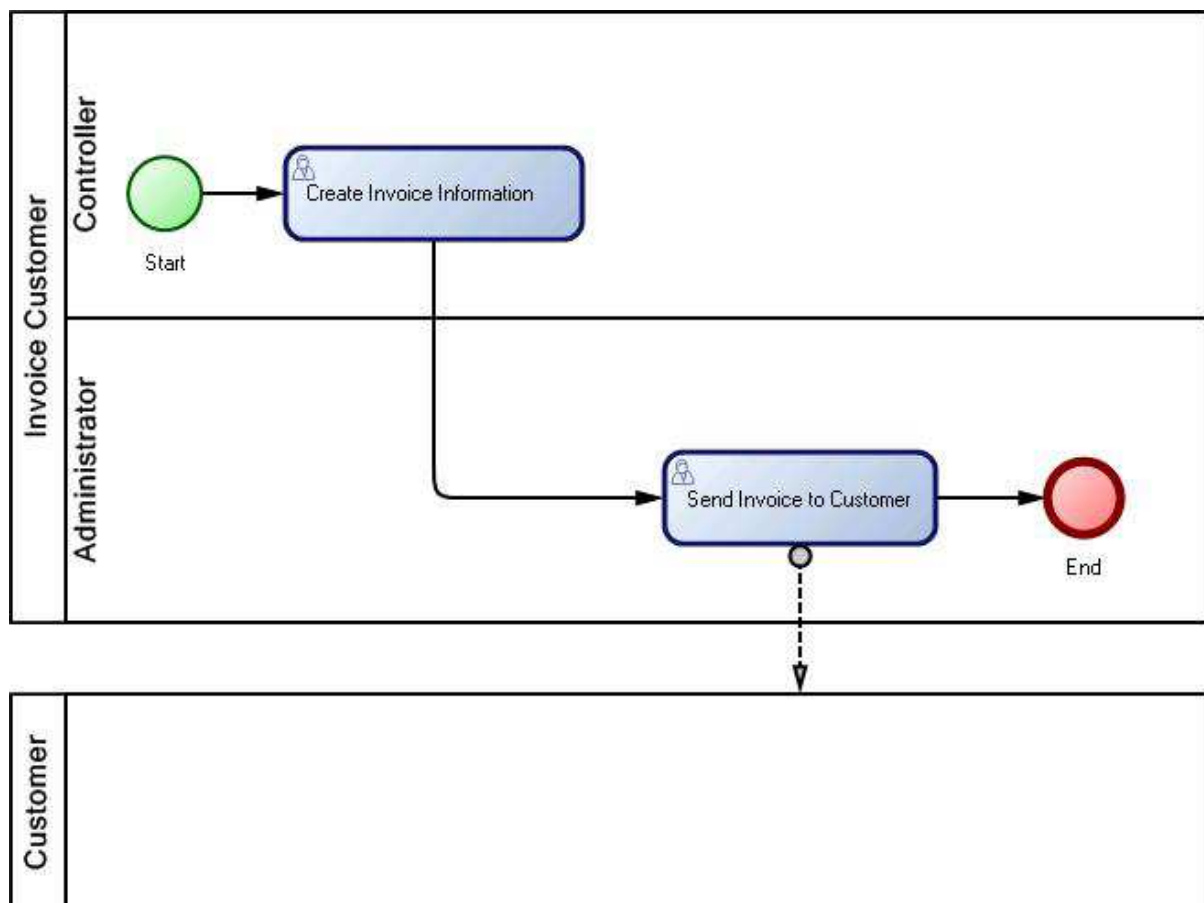 Invoice Customer
Controller
Start
Create Invoice Information
Administrator
Send Invoice to Customer
End
Customer